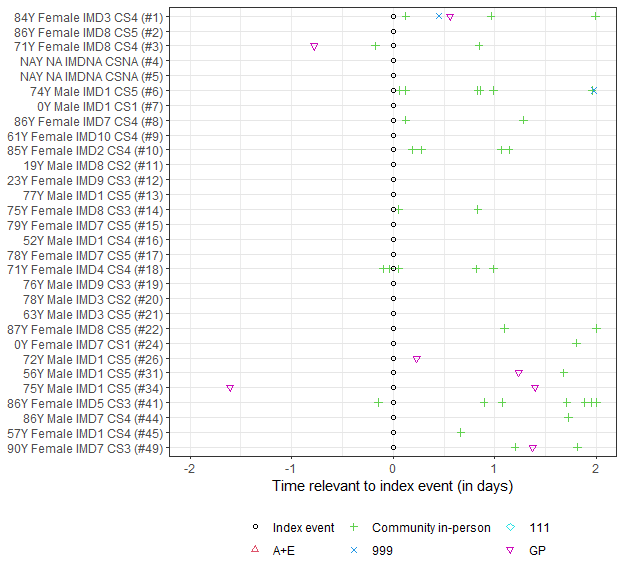 84Y Female IMD3 CS4 (#1)
86Y Female IMD8 CS5 (#2)
71Y Female IMD8 CS4 (#3)
NAY NA IMDNA CSNA (#4)
NAY NA IMDNA CSNA (#5)
74Y Male IMD1 CS5 (#6)
0Y Male IMD1 CS1 (#7)
86Y Female IMD7 CS4 (#8)
61Y Female IMD10 CS4 (#9)
85Y Female IMD2 CS4 (#10)
19Y Male IMD8 CS2 (#11)
23Y Female IMD9 CS3 (#12)
77Y Male IMD1 CS5 (#13)
75Y Female IMD8 CS3 (#14)
79Y Female IMD7 CS5 (#15)
52Y Male IMD1 CS4 (#16)
78Y Female IMD7 CS5 (#17)
71Y Female IMD4 CS4 (#18)
76Y Male IMD9 CS3 (#19)
78Y Male IMD3 CS2 (#20)
63Y Male IMD3 CS5 (#21)
87Y Female IMD8 CS5 (#22)
0Y Female IMD7 CS1 (#24)
72Y Male IMD1 CS5 (#26)
56Y Male IMD1 CS5 (#31)
75Y Male IMD1 CS5 (#34)
86Y Female IMD5 CS3 (#41)
86Y Male IMD7 CS4 (#44)
57Y Female IMD1 CS4 (#45)
90Y Female IMD7 CS3 (#49)
-2 -1 0 1 2
Time relevant to index event (in days)
Index event Community in-person 111
A+E 999 GP